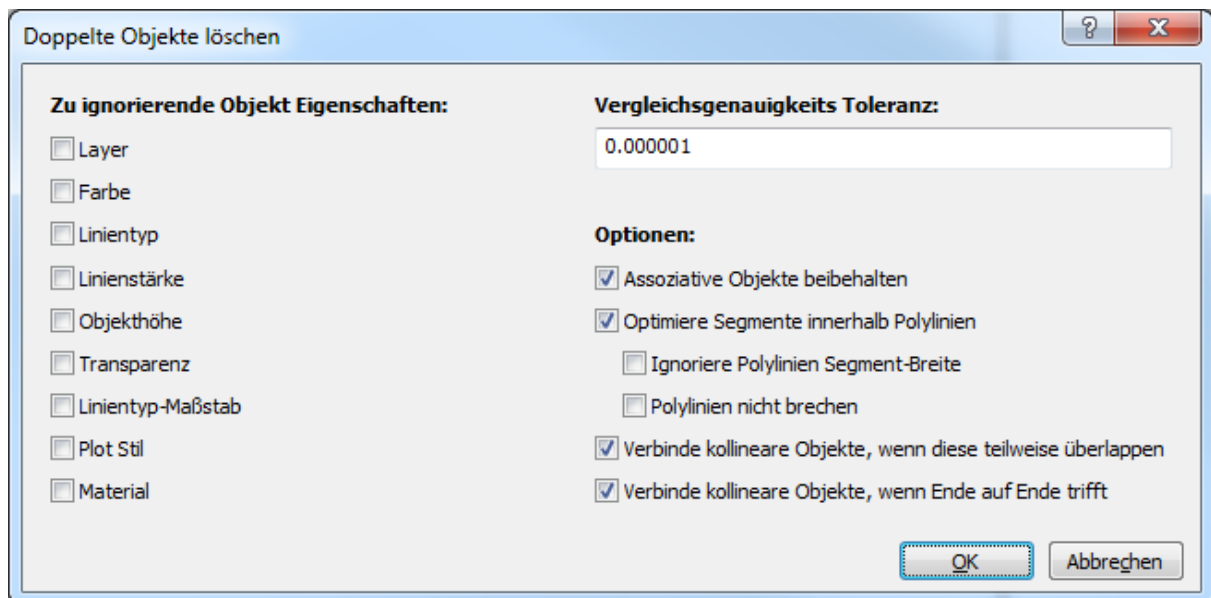 Doppelte Objekte löschen
Zu ignorierende Objekt Eigenschaften:
Layer
Farbe
Linientyp
Linienstärke
Objekthöhe
Transparenz
Linientyp-Maßstab
Plot Stil
Material
Vergleichsgenauigkeits Toleranz:
0.000001
Optionen:
Assoziative Objekte beibehalten
Optimiere Segmente innerhalb Polylinien
Ignoriere Polylinien Segment-Breite
Polylinien nicht brechen
Verbinde kollineare Objekte, wenn diese teilweise überlappen
Verbinde kollineare Objekte, wenn Ende auf Ende trifft
OK
Abbrechen